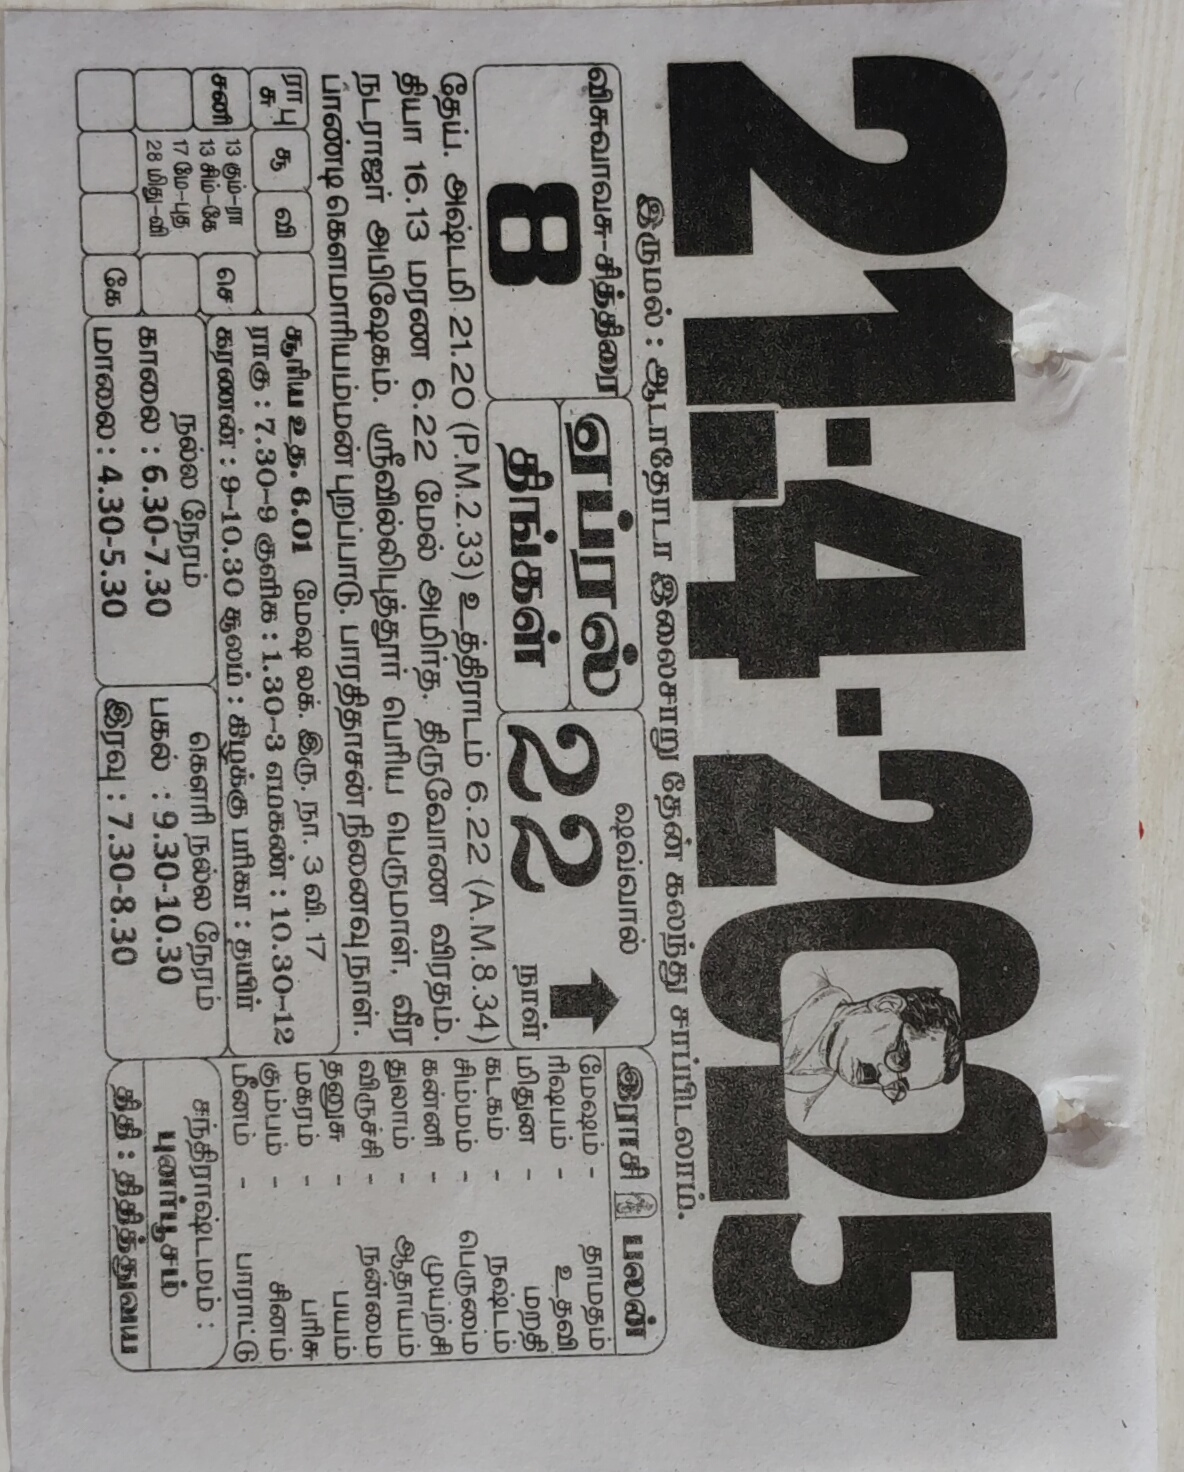 21.4.2025
இருமல் : ஆடாதோடா இலைசாறு தேன் கலந்து சாப்பிடலாம்.
விசுவாவசு-சித்திரை
8
ஏப்ரல்
திங்கள்
ஷவ்வால்
22
நாள்
தேய். அஷ்டமி 21.20 (P.M.2.33) உத்திராடம் 6.22 (A.M.8.34)
தியா 16.13 மரண 6.22 மேல் அமிர்த. திருவோண விரதம்.
நடராஜர் அபிஷேகம். ஸ்ரீவில்லிபுத்தூர் பெரிய பெருமாள், வீர
பாண்டி கௌமாரியம்மன் புறப்பாடு. பாரதிதாசன் நினைவு நாள்.
ரா பு சு
சூ
வி
சனி
13 கும்-ரா
13 சிம்-கே
17 மே-புத
28 மிது-வி
செ
கே
சூரிய உத. 6.01 மேஷ லக். இரு. நா. 3 வி. 17
ராகு : 7.30-9 குளிக : 1.30-3 எமகண் : 10.30-12
கரணன் : 9-10.30 சூலம் : கிழக்கு பரிகா : தயிர்
நல்ல நேரம்
காலை : 6.30-7.30
மாலை : 4.30-5.30
கௌரி நல்ல நேரம்
பகல் : 9.30-10.30
இரவு : 7.30-8.30
இராசி பலன்
மேஷம் - தாமதம்
ரிஷபம் - உதவி
மிதுன - மறதி
கடகம் - நஷ்டம்
சிம்மம் - பெருமை
கன்னி - முயற்சி
துலாம் - ஆதாயம்
விருச்சி - நன்மை
தனுசு - பயம்
மகரம் - பரிசு
கும்பம் - சினம்
மீனம் - பாராட்டு
சந்திராஷ்டமம் :
புனர்பூசம்
திதி : திதித்துவய